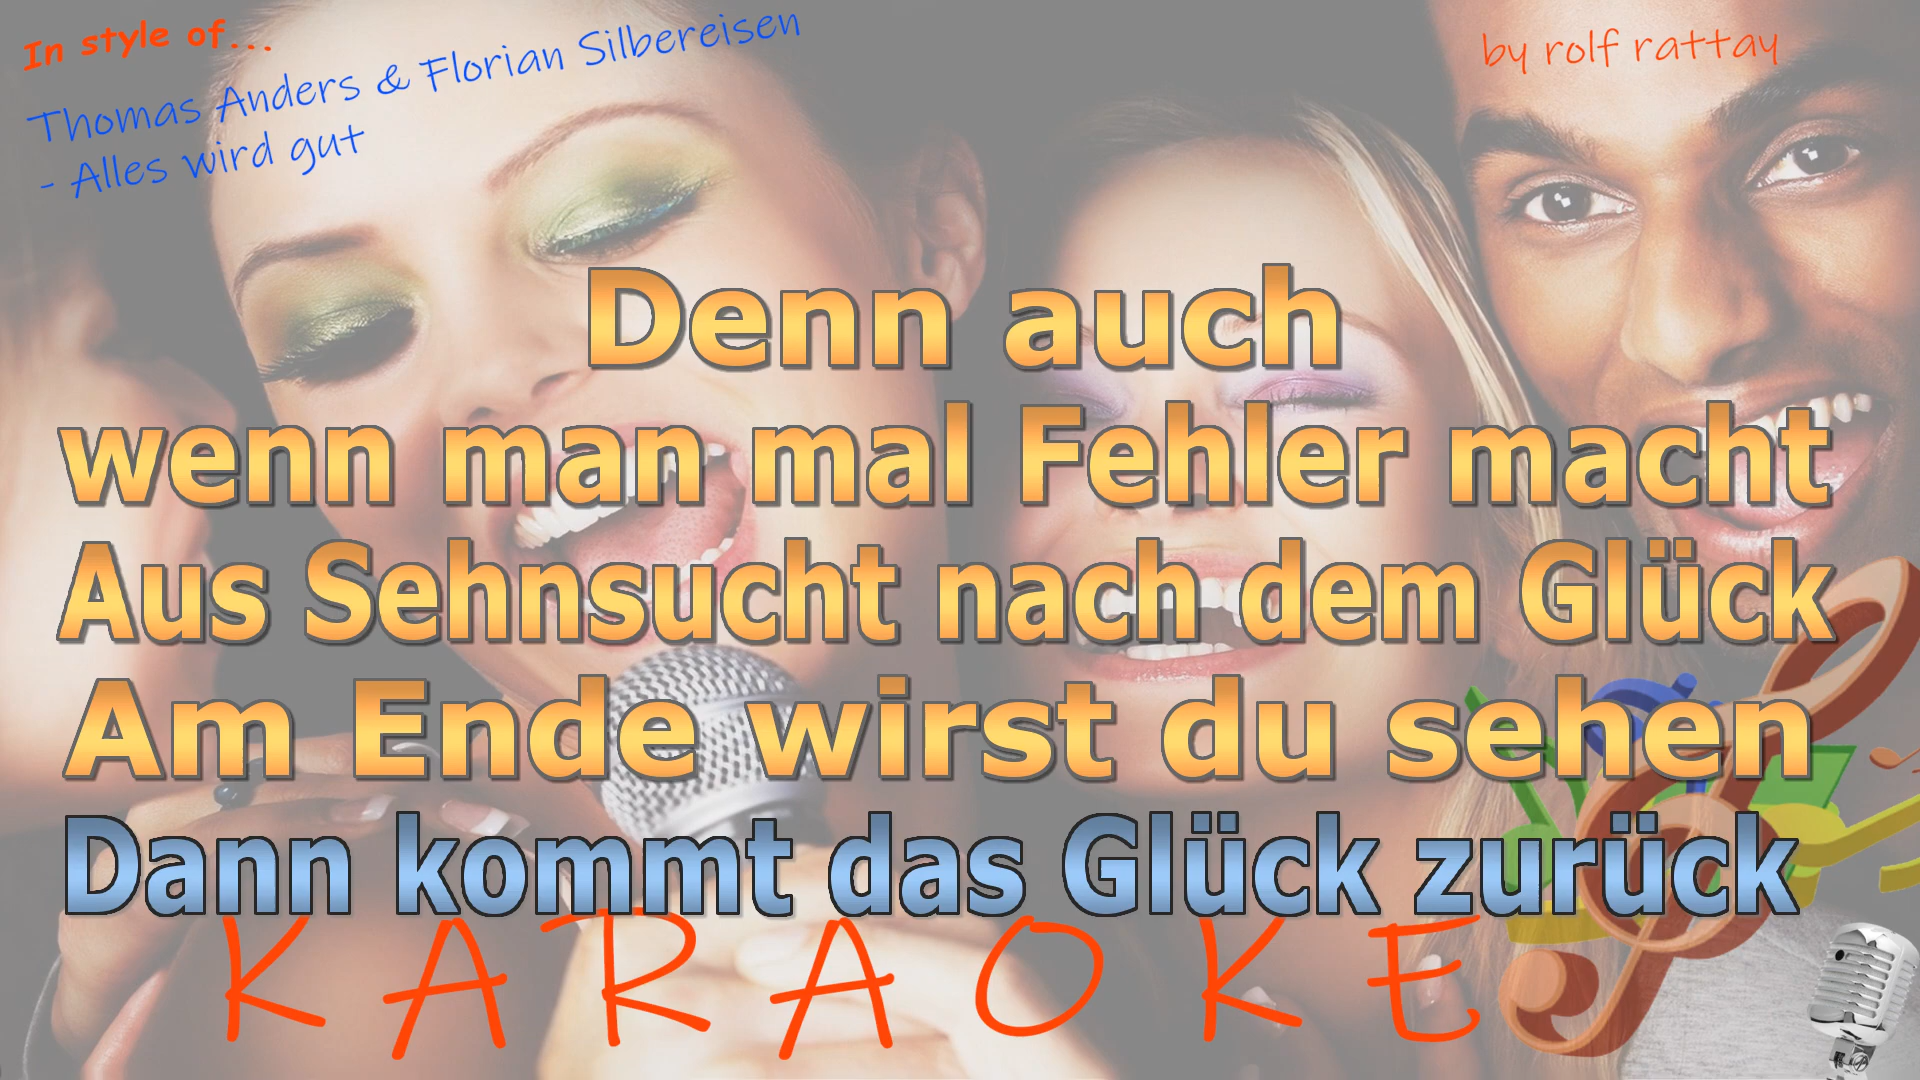 In style of...
by rolf rattay
Thomas Anders & Florian Silbereisen
- Alles wird gut
Denn auch
wenn man mal Fehler macht
Aus Sehnsucht nach dem Glück
Am Ende wirst du sehen
Dann kommt das Glück zurück
KARAOKE